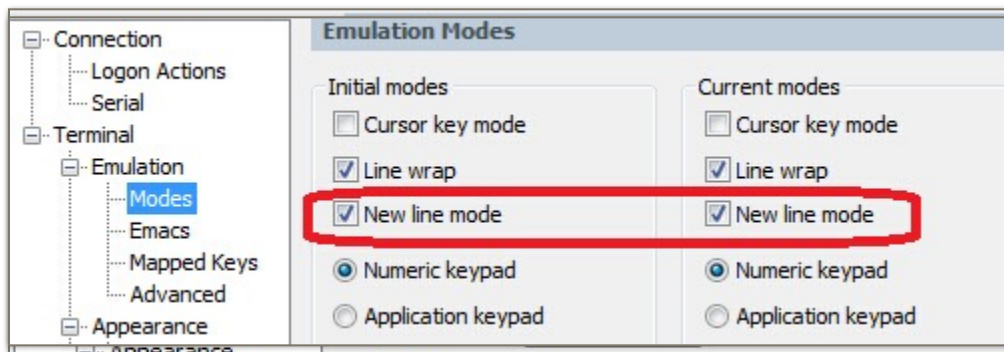 Connection
Logon Actions
Serial
Terminal
Emulation
Modes
Emacs
Mapped Keys
Advanced
Appearance
Appearance
Emulation Modes
Initial modes
Cursor key mode
Line wrap
New line mode
Numeric keypad
Application keypad
Current modes
Cursor key mode
Line wrap
New line mode
Numeric keypad
Application keypad